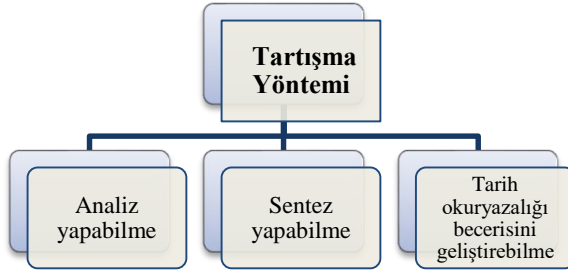 Tartışma
Yöntemi
Analiz
yapabilme
Sentez
yapabilme
Tarih
okuryazalığı
becerisini
geliştirebilme